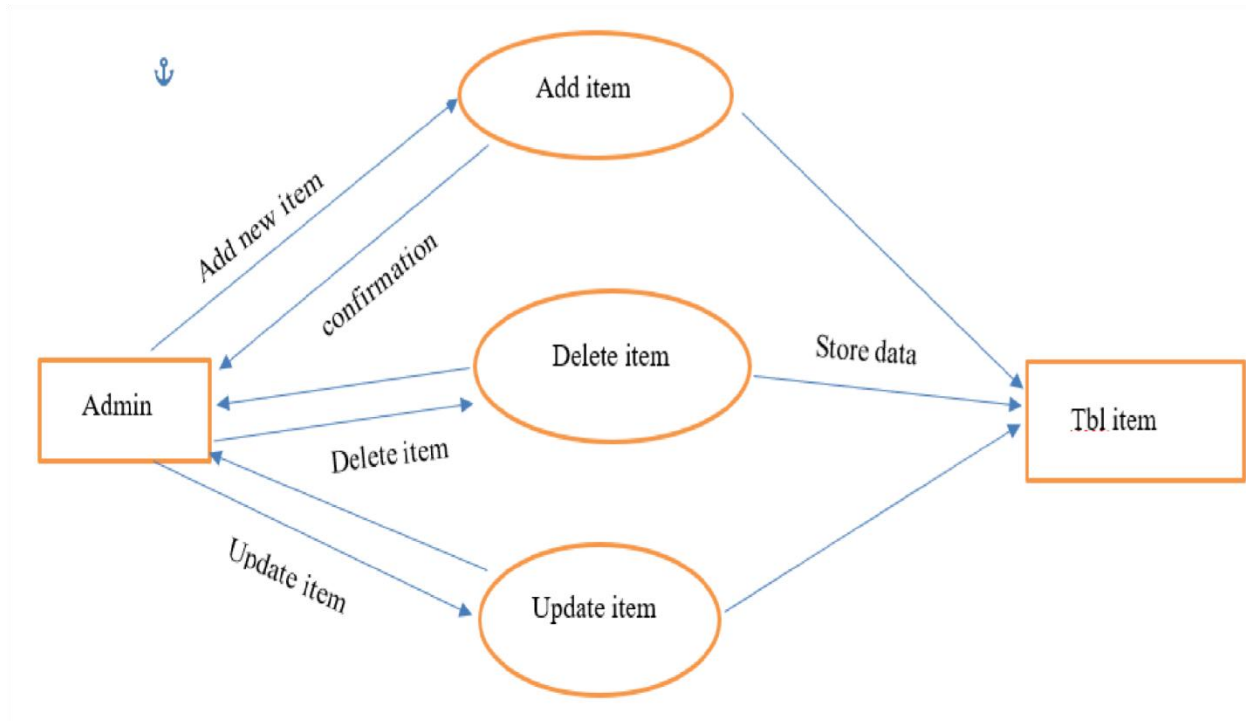 Add item
Add new item
confirmation
Delete item
Store data
Admin
Tbl item
Delete item
Update item
Update item